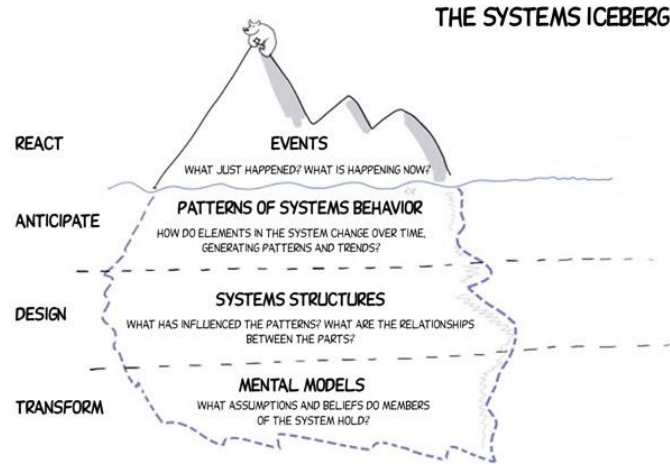 THE SYSTEMS ICEBERG
REACT
EVENTS
WHAT JUST HAPPENED? WHAT IS HAPPENING NOW?
ANTICIPATE
PATTERNS OF SYSTEMS BEHAVIOR
HOW DO ELEMENTS IN THE SYSTEM CHANGE OVER TIME,
GENERATING PATTERNS AND TRENDS?
DESIGN
SYSTEMS STRUCTURES
WHAT HAS INFLUENCED THE PATTERNS? WHAT ARE THE RELATIONSHIPS
BETWEEN THE PARTS?
TRANSFORM
MENTAL MODELS
WHAT ASSUMPTIONS AND BELIEFS DO MEMBERS
OF THE SYSTEM HOLD?